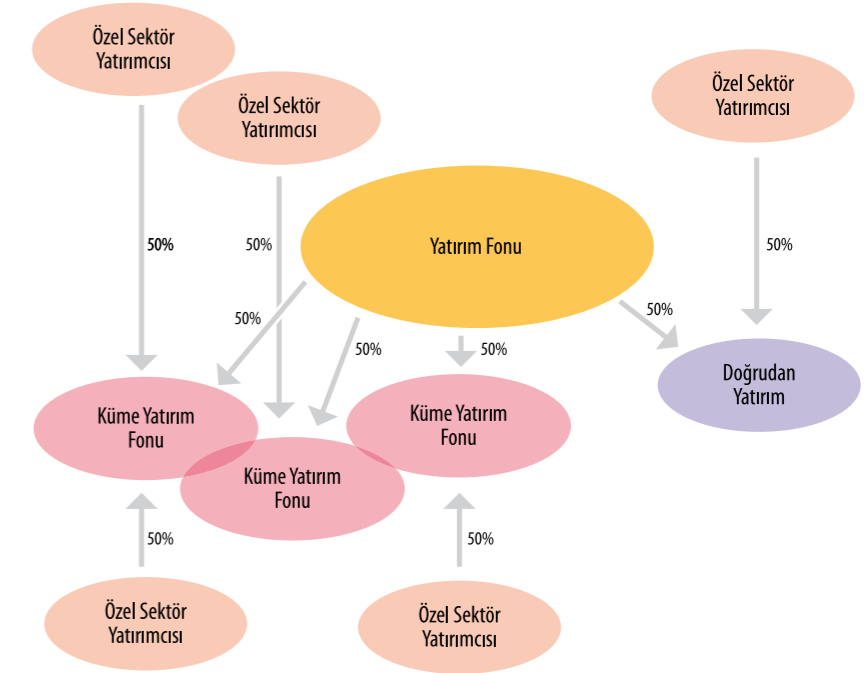 Özel Sektör
Yatırımcısı
Özel Sektör
Yatırımcısı
Özel Sektör
Yatırımcısı
Yatırım Fonu
50%
50%
50%
50%
50%
50%
50%
Doğrudan
Yatırım
Küme Yatırım
Fonu
Küme Yatırım
Fonu
Küme Yatırım
Fonu
50%
50%
Özel Sektör
Yatırımcısı
Özel Sektör
Yatırımcısı